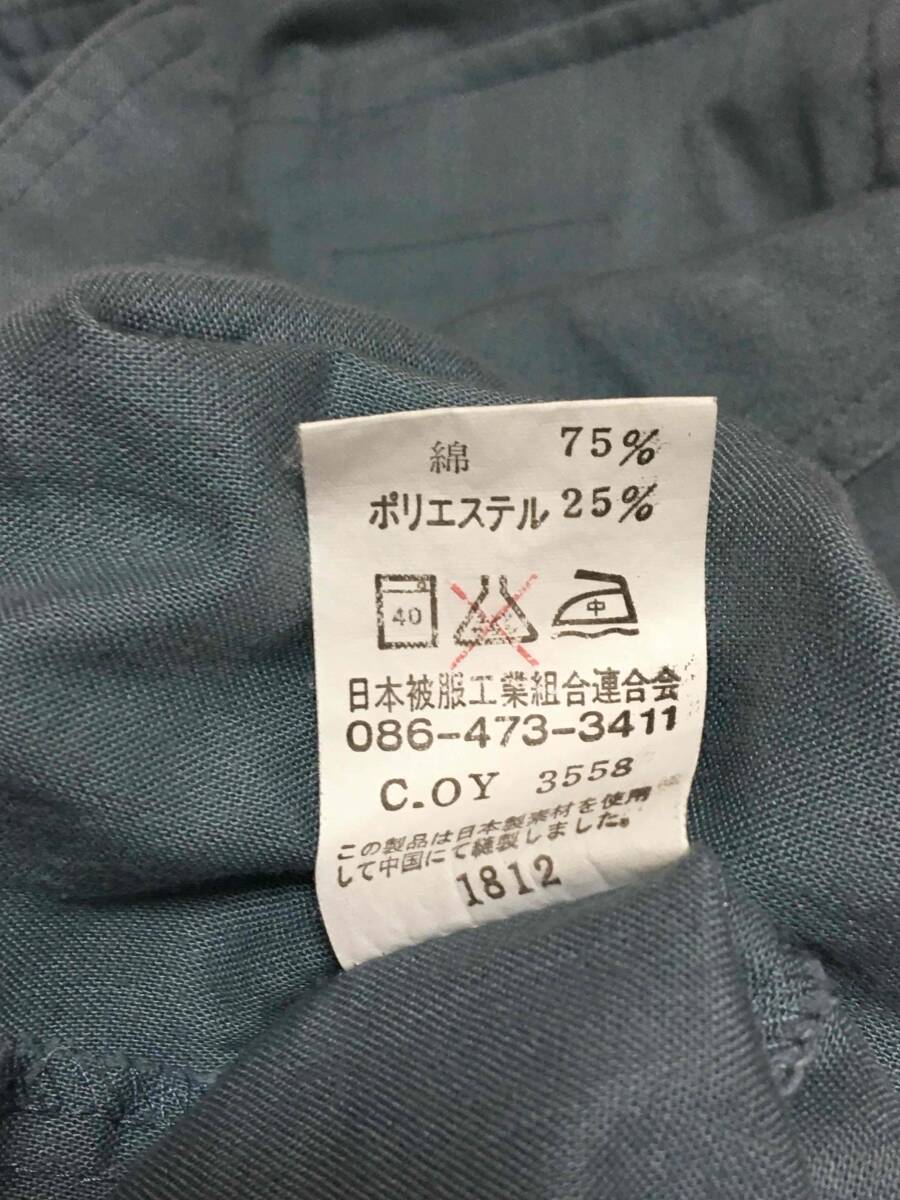 綿 75%
ポリエステル 25%
40 中
日本被服工業組合連合会
086-473-3411
C.OY 3558
この製品は日本製素材を使用
して中国にて縫製しました。
1812